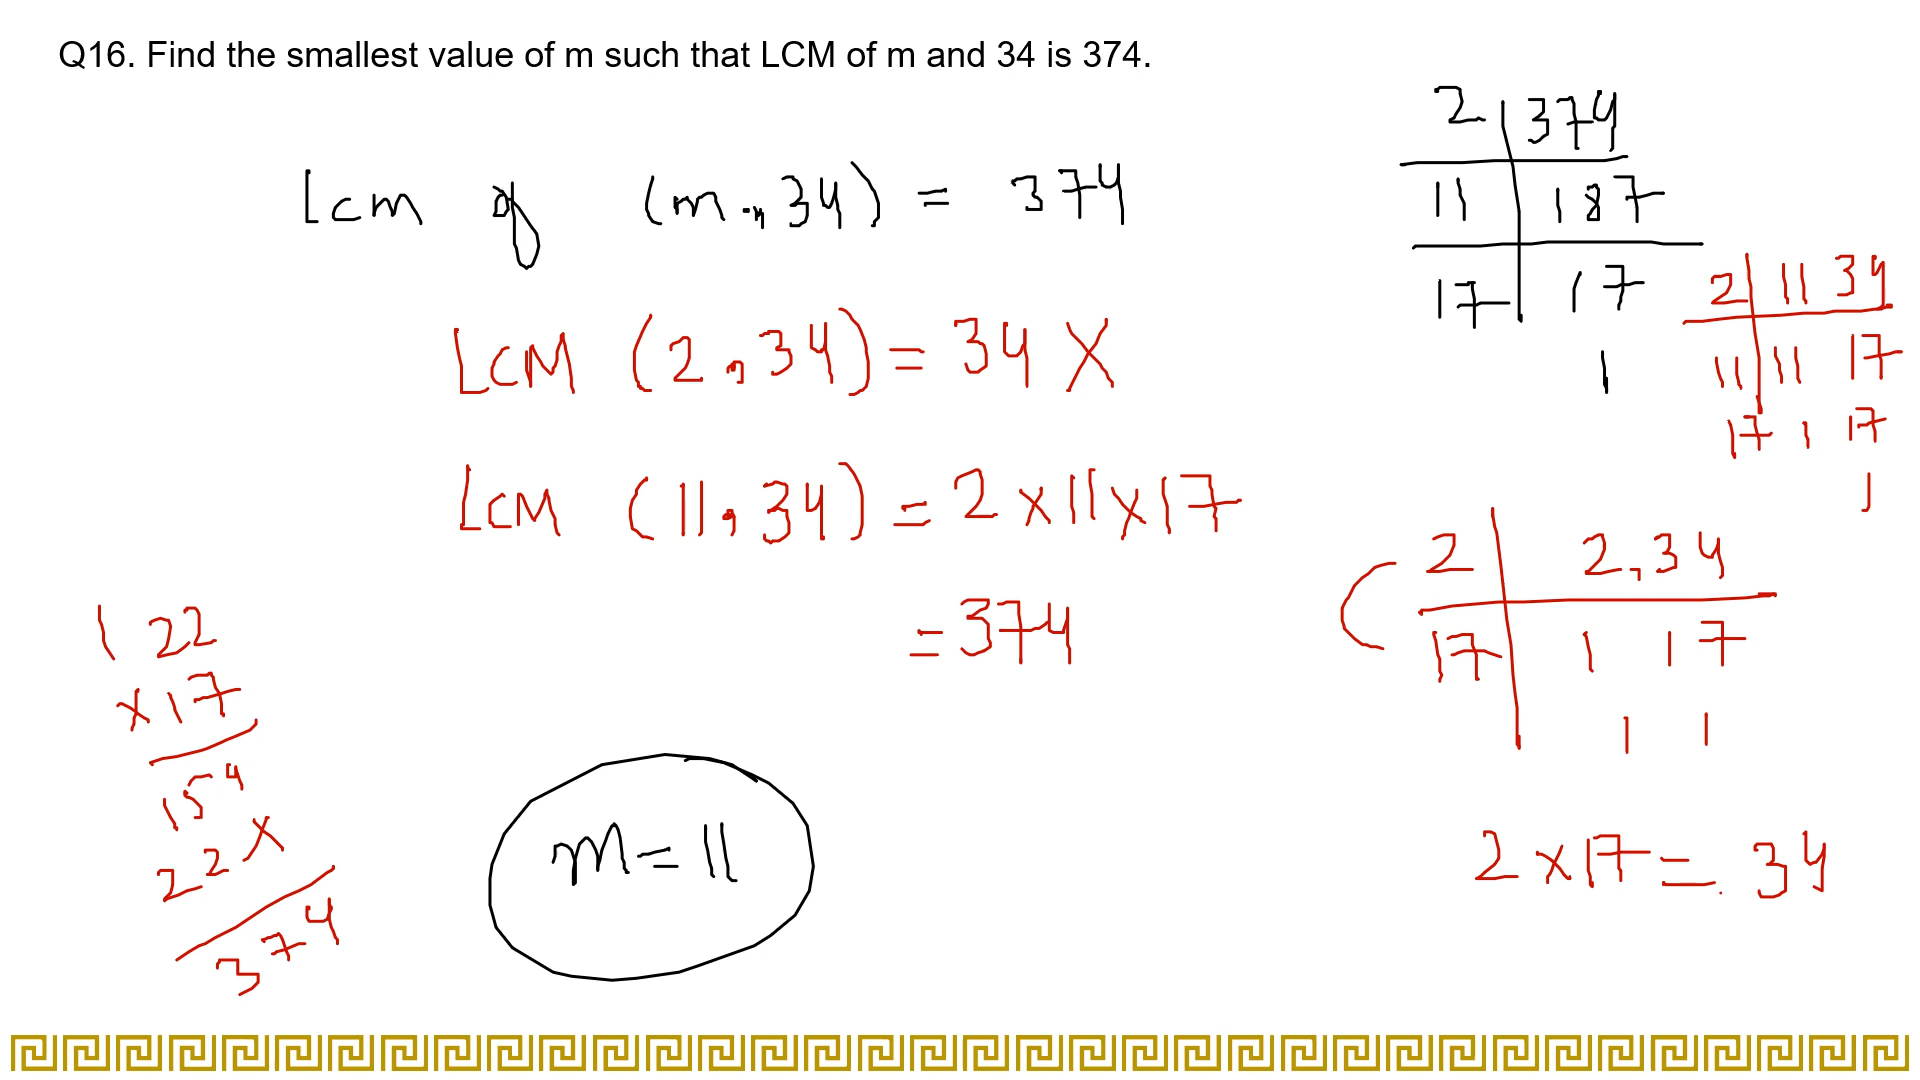 Q16. Find the smallest value of m such that LCM of m and 34 is 374.
Lcm of (m, 34) = 374
LCM (2, 34) = 34 X
LCM (11, 34) = 2 x 11 x 17
= 374
m = 11
1 22
x 17
154
22x
374
2 | 374
11 | 187
17 | 17
1
2 | 11 34
11 | 11 17
17 1 17
1
2 | 2, 34
17 | 1 17
1 1
2 x 17 = 34